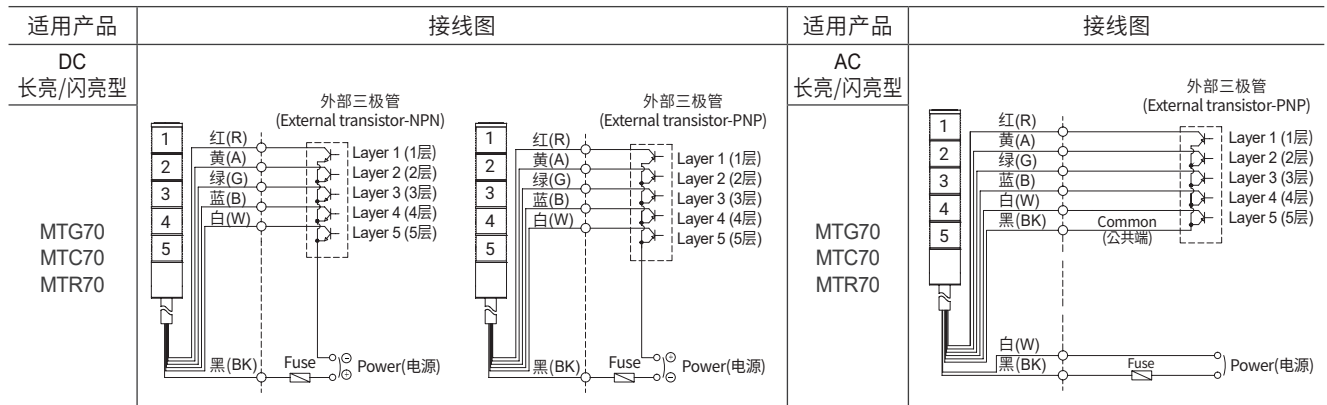 适用产品
接线图
适用产品
接线图
DC
长亮/闪亮型
MTG70
MTC70
MTR70
外部三极管
(External transistor-NPN)
1
2
3
4
5
红(R)
黄(A)
绿(G)
蓝(B)
白(W)
Layer 1 (1层)
Layer 2 (2层)
Layer 3 (3层)
Layer 4 (4层)
Layer 5 (5层)
黑(BK)
Fuse
⊖
⊕
Power(电源)
外部三极管
(External transistor-PNP)
1
2
3
4
5
红(R)
黄(A)
绿(G)
蓝(B)
白(W)
Layer 1 (1层)
Layer 2 (2层)
Layer 3 (3层)
Layer 4 (4层)
Layer 5 (5层)
黑(BK)
Fuse
⊕
⊖
Power(电源)
AC
长亮/闪亮型
MTG70
MTC70
MTR70
外部三极管
(External transistor-PNP)
1
2
3
4
5
红(R)
黄(A)
绿(G)
蓝(B)
白(W)
黑(BK)
Common
(公共端)
Layer 1 (1层)
Layer 2 (2层)
Layer 3 (3层)
Layer 4 (4层)
Layer 5 (5层)
白(W)
黑(BK)
Fuse
Power(电源)